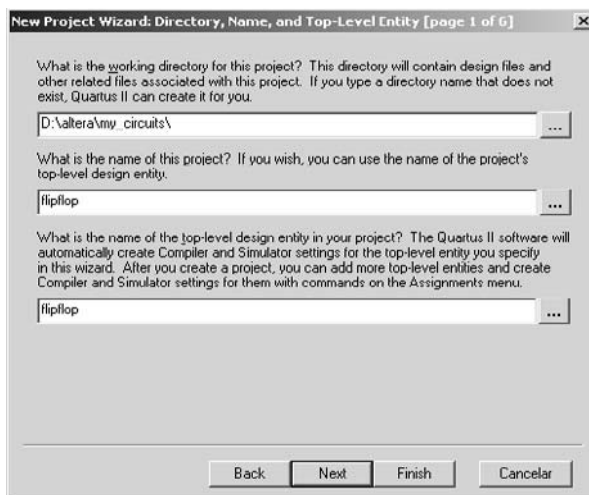 New Project Wizard: Directory, Name, and Top-Level Entity [page 1 of 6]
What is the working directory for this project? This directory will contain design files and
other related files associated with this project. If you type a directory name that does not
exist, Quartus II can create it for you.
D:\altera\my_circuits\
...
What is the name of this project? If you wish, you can use the name of the project's
top-level design entity.
flipflop
...
What is the name of the top-level design entity in your project? The Quartus II software will
automatically create Compiler and Simulator settings for the top-level entity you specify
in this wizard. After you create a project, you can add more top-level entities and create
Compiler and Simulator settings for them with commands on the Assignments menu.
flipflop
...
Back Next Finish Cancelar